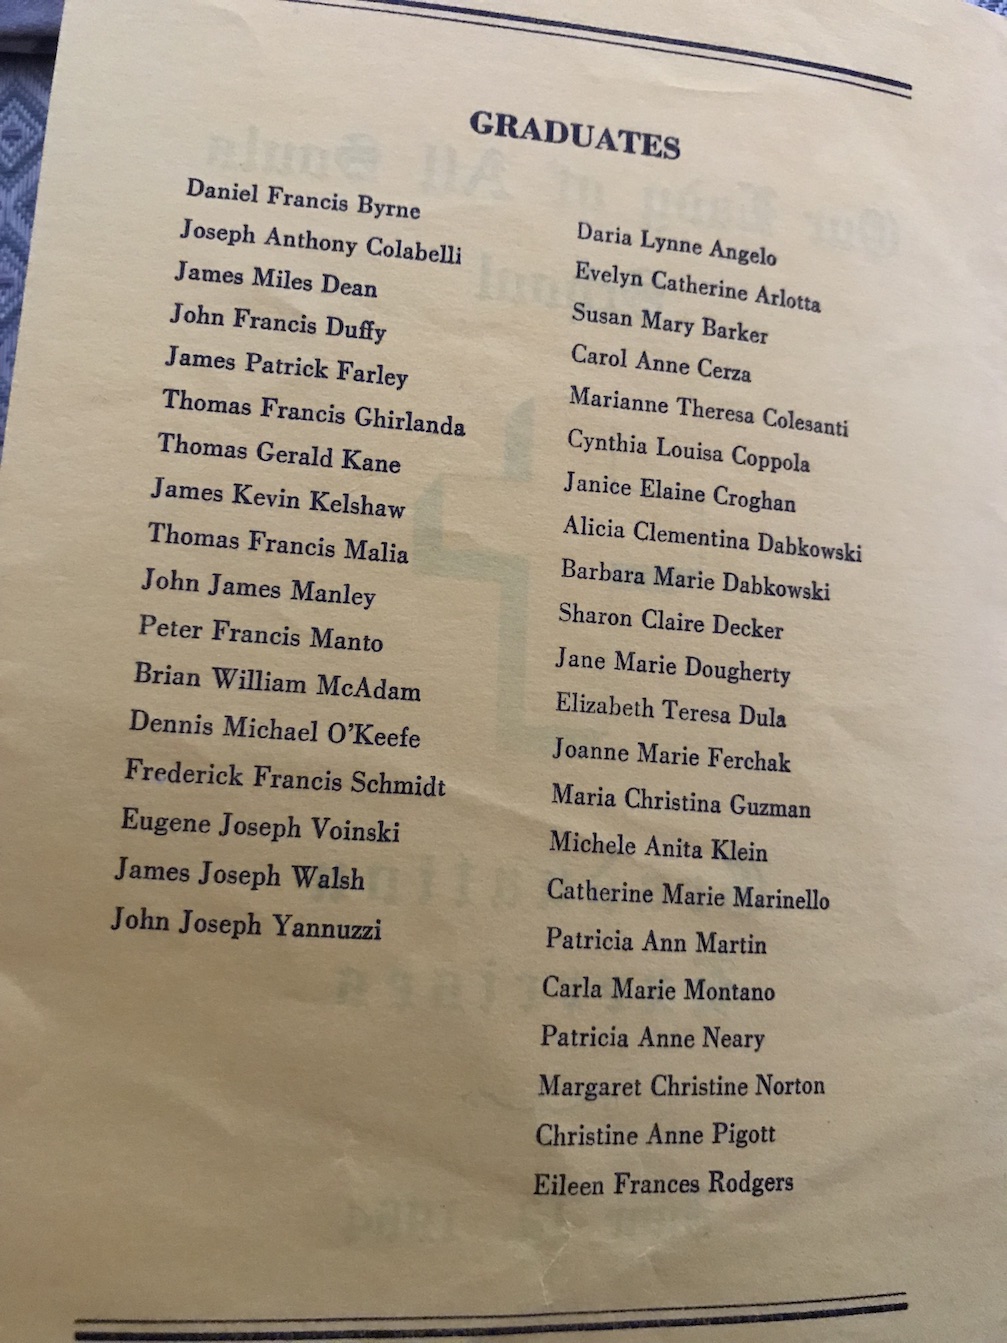 GRADUATES
Daniel Francis Byrne
Joseph Anthony Colabelli
James Miles Dean
John Francis Duffy
James Patrick Farley
Thomas Francis Ghirlanda
Thomas Gerald Kane
James Kevin Kelshaw
Thomas Francis Malia
John James Manley
Peter Francis Manto
Brian William McAdam
Dennis Michael O'Keefe
Frederick Francis Schmidt
Eugene Joseph Voinski
James Joseph Walsh
John Joseph Yannuzzi
Daria Lynne Angelo
Evelyn Catherine Arlotta
Susan Mary Barker
Carol Anne Cerza
Marianne Theresa Colesanti
Cynthia Louisa Coppola
Janice Elaine Croghan
Alicia Clementina Dabkowski
Barbara Marie Dabkowski
Sharon Claire Decker
Jane Marie Dougherty
Elizabeth Teresa Dula
Joanne Marie Ferchak
Maria Christina Guzman
Michele Anita Klein
Catherine Marie Marinello
Patricia Ann Martin
Carla Marie Montano
Patricia Anne Neary
Margaret Christine Norton
Christine Anne Pigott
Eileen Frances Rodgers